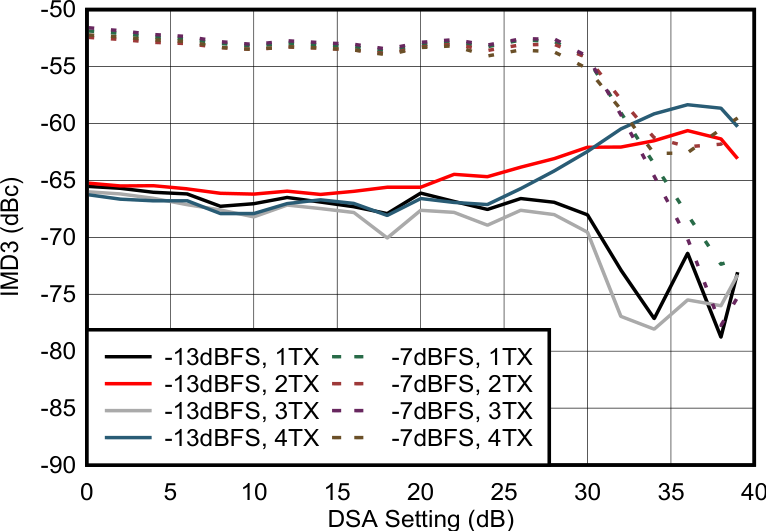 -50
-55
-60
-65
-70
-75
-80
-85
-90
IMD3 (dBc)
-13dBFS, 1TX -7dBFS, 1TX
-13dBFS, 2TX -7dBFS, 2TX
-13dBFS, 3TX -7dBFS, 3TX
-13dBFS, 4TX -7dBFS, 4TX
0 5 10 15 20 25 30 35 40
DSA Setting (dB)